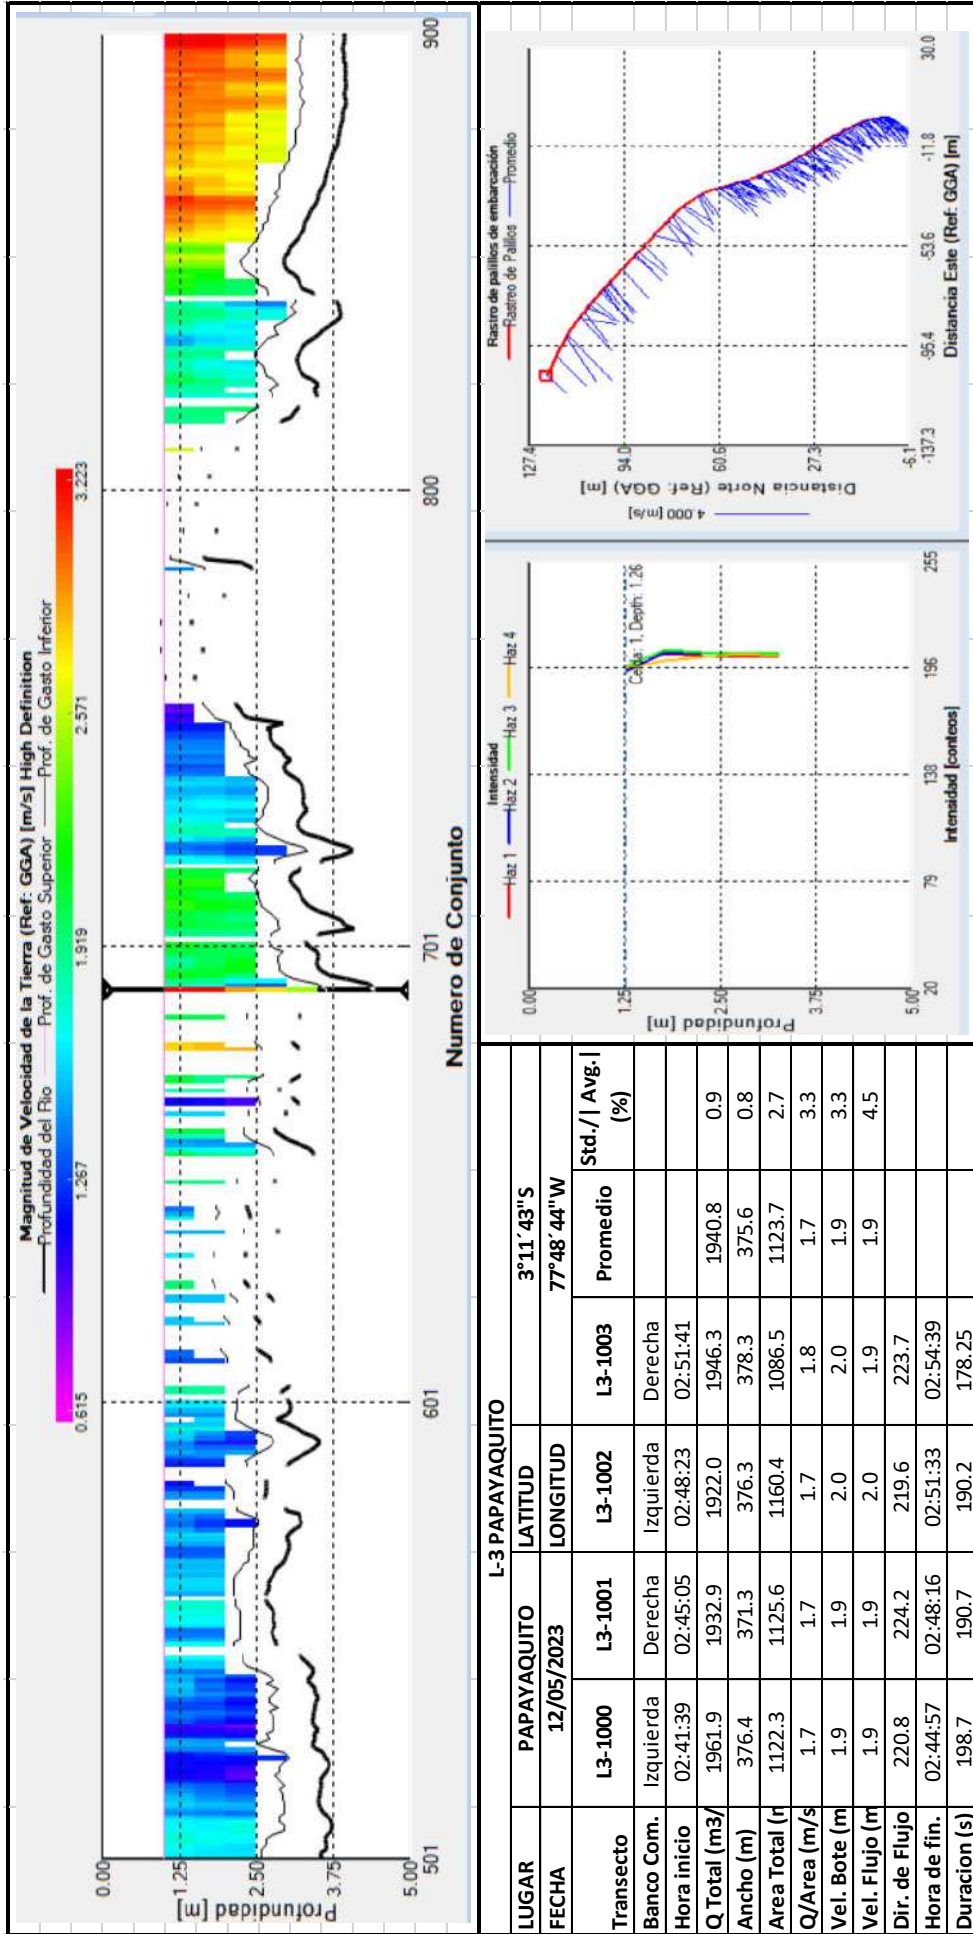 Magnitud de Velocidad de la Tierra (Ref: GGA) [m/s] High Definition
Profundidad del Rio Prof. de Gasto Superior Prof. de Gasto Inferior
0.615 1.267 1.919 2.571 3.223
Profundidad [m]
0.00
1.25
2.50
3.75
5.00
501 601 701 800 900
Numero de Conjunto
L-3 PAPAYAQUITO
LUGAR PAPAYAQUITO LATITUD 3°11´43"S
FECHA 12/05/2023 LONGITUD 77°48´44"W
Transecto L3-1000 L3-1001 L3-1002 L3-1003 Promedio Std./| Avg.| (%)
Banco Com. Izquierda Derecha Izquierda Derecha
Hora inicio 02:41:39 02:45:05 02:48:23 02:51:41
Q Total (m3/ 1961.9 1932.9 1922.0 1946.3 1940.8 0.9
Ancho (m) 376.4 371.3 376.3 378.3 375.6 0.8
Area Total (r 1122.3 1125.6 1160.4 1086.5 1123.7 2.7
Q/Area (m/s 1.7 1.7 1.7 1.8 1.7 3.3
Vel. Bote (m 1.9 1.9 2.0 2.0 1.9 3.3
Vel. Flujo (m 1.9 1.9 2.0 1.9 1.9 4.5
Dir. de Flujo 220.8 224.2 219.6 223.7
Hora de fin. 02:44:57 02:48:16 02:51:33 02:54:39
Duracion (s) 198.7 190.7 190.2 178.25
Intensidad
Haz 1 Haz 2 Haz 3 Haz 4
Profundidad [m]
0.00
1.25
2.50
3.75
5.00
Celda: 1, Depth: 1.26
20 79 138 196 255
Intensidad [conteos]
Rastro de palillos de embarcación
Rastreo de Palillos Promedio
4.000 [m/s]
Distancia Norte (Ref: GGA) [m]
127.4
94.0
60.6
27.3
-6.1
-137.3 -95.4 -53.6 -11.8 30.0
Distancia Este (Ref: GGA) [m]